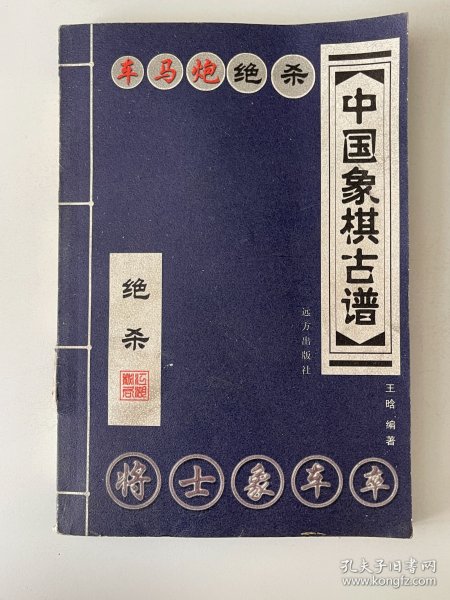 车马炮绝杀
中国象棋古谱
绝杀
远方出版社
王晗 编著
将士象车卒
孔夫子旧书网
www.kongfz.com